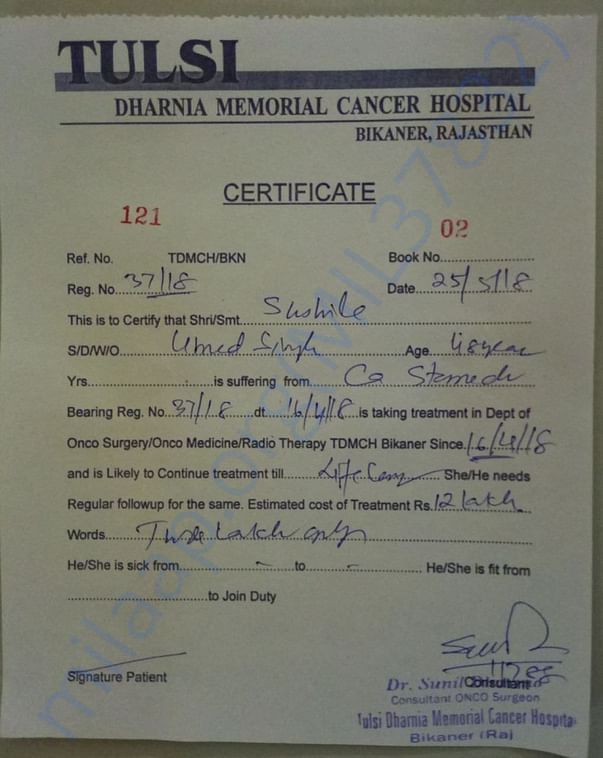 TULSI
DHARNIA MEMORIAL CANCER HOSPITAL
BIKANER, RAJASTHAN
CERTIFICATE
121
02
Ref. No. TDMCH/BKN Book No...............
Reg. No. 37/18 Date 25/5/18
This is to Certify that Shri/Smt. Sushila
S/D/W/O Umed Singh Age 48 year
Yrs. is suffering from Ca Stomach
Bearing Reg. No. 37/18 dt 16/4/18 is taking treatment in Dept of
Onco Surgery/Onco Medicine/Radio Therapy TDMCH Bikaner Since 16/4/18
and is Likely to Continue treatment till Life Long She/He needs
Regular followup for the same. Estimated cost of Treatment Rs. 12 lakh
Words lakh only
He/She is sick from - to - He/She is fit from
to Join Duty
Signature Patient
Consultant
Dr. Sunil
Consultant ONCO Surgeon
Tulsi Dharnia Memorial Cancer Hospital
Bikaner (Raj
milaap.org(MIL37892)